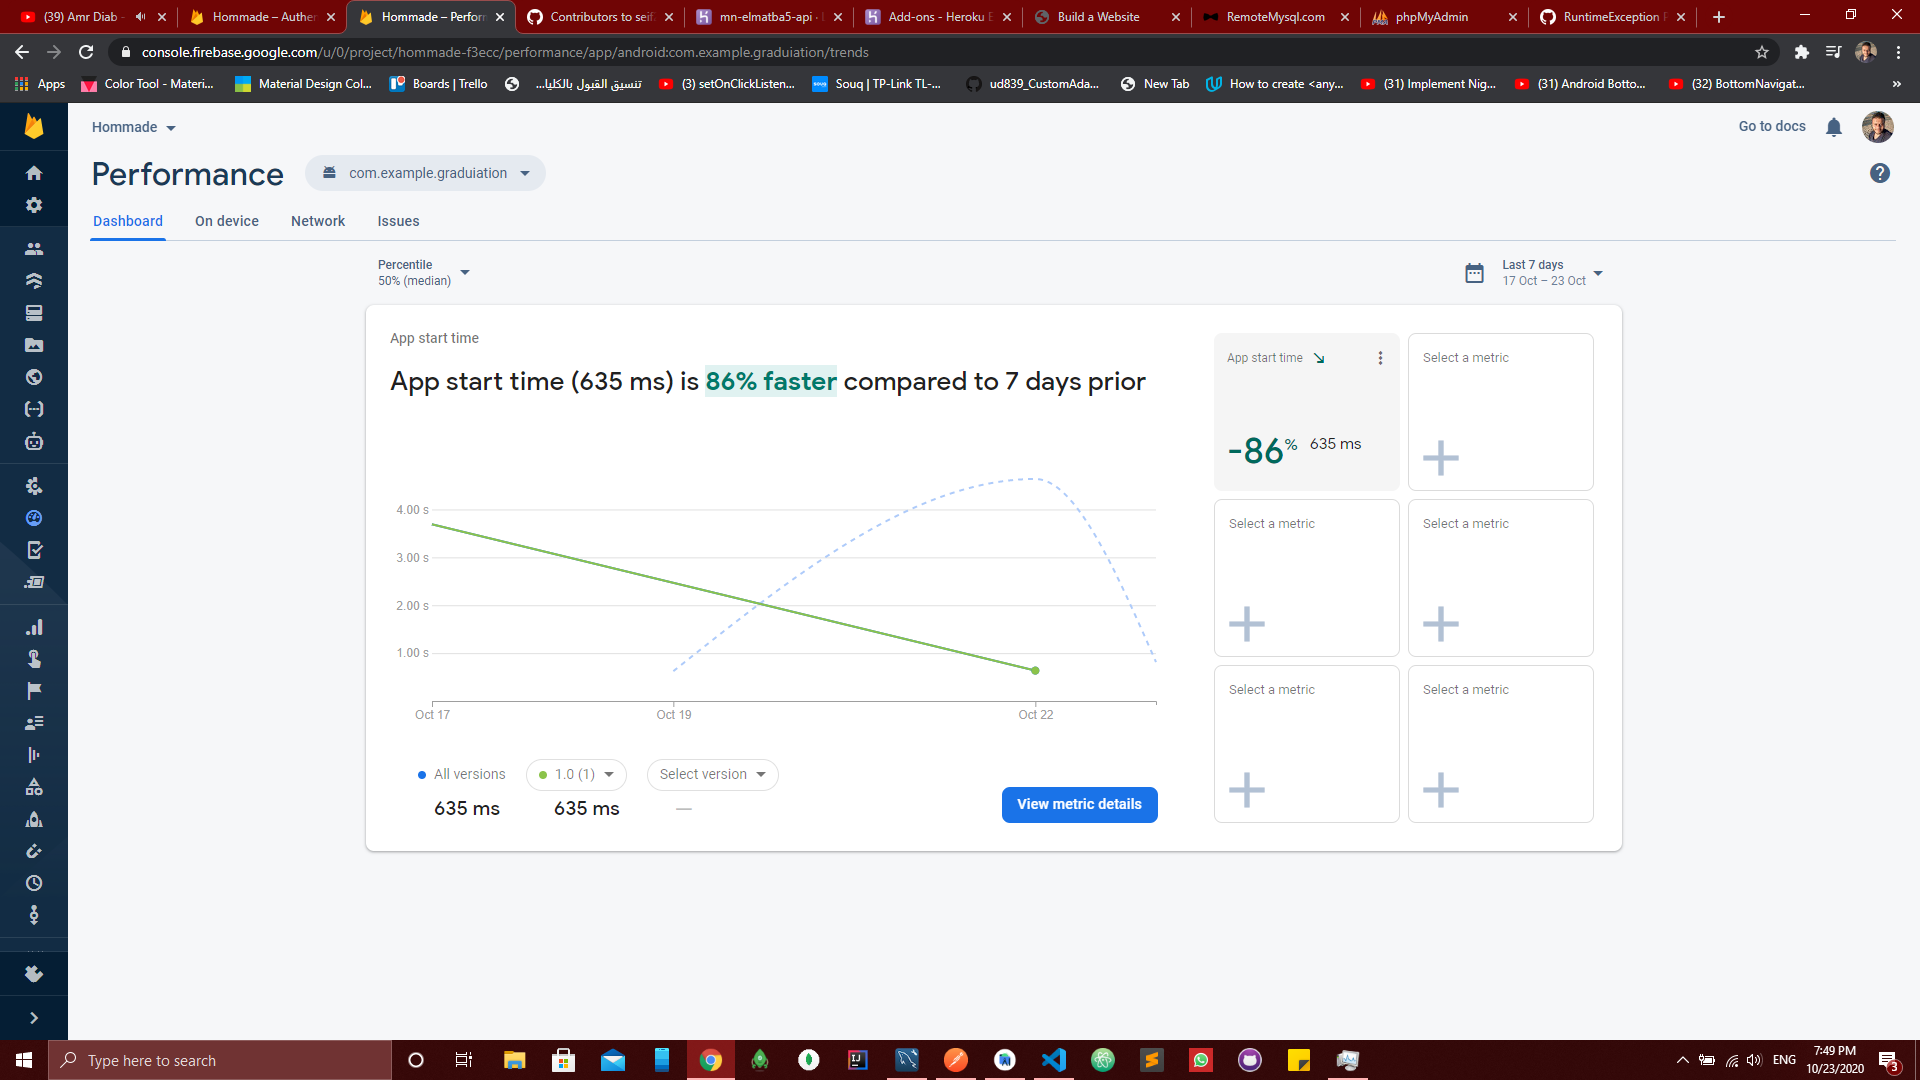 (39) Amr Diab -
Hommade – Auther
Hommade – Perforn
Contributors to seif
mn-elmatba5-api ·
Add-ons - Heroku E
Build a Website
RemoteMysql.com
phpMyAdmin
RuntimeException
console.firebase.google.com/u/0/project/hommade-f3ecc/performance/app/android:com.example.graduiation/trends
Apps
Color Tool - Materi...
Material Design Col...
Boards | Trello
تنسيق القبول بالكليا...
(3) setOnClickListen...
Souq | TP-Link TL-...
ud839_CustomAda...
New Tab
How to create <any...
(31) Implement Nig...
(31) Android Botto...
(32) BottomNavigat...
»
Hommade
Go to docs
Performance
com.example.graduiation
Dashboard
On device
Network
Issues
Percentile
50% (median)
Last 7 days
17 Oct – 23 Oct
App start time
App start time (635 ms) is 86% faster compared to 7 days prior
4.00 s
3.00 s
2.00 s
1.00 s
Oct 17
Oct 19
Oct 22
All versions
1.0 (1)
Select version
635 ms
635 ms
—
View metric details
App start time
-86%
635 ms
Select a metric
Select a metric
Select a metric
Select a metric
Select a metric
Type here to search
ENG
7:49 PM
10/23/2020
3